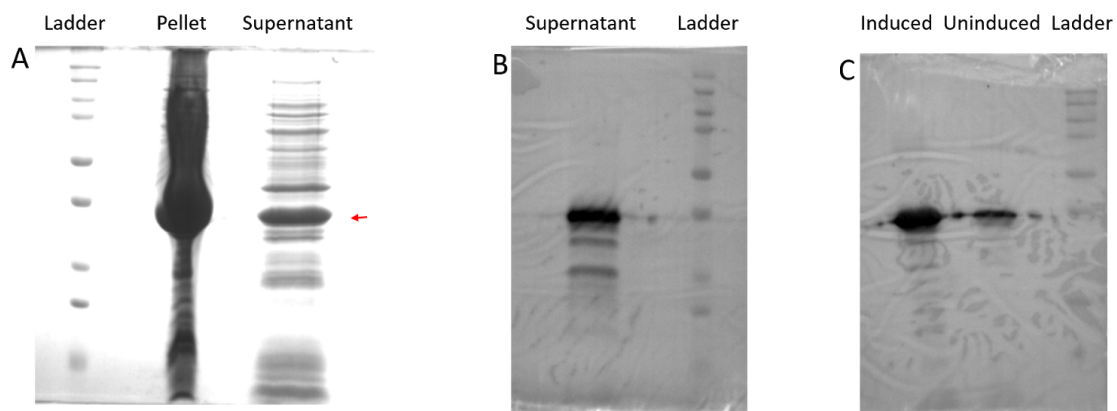 Ladder Pellet Supernatant
A
Supernatant Ladder
B
Induced Uninduced Ladder
C